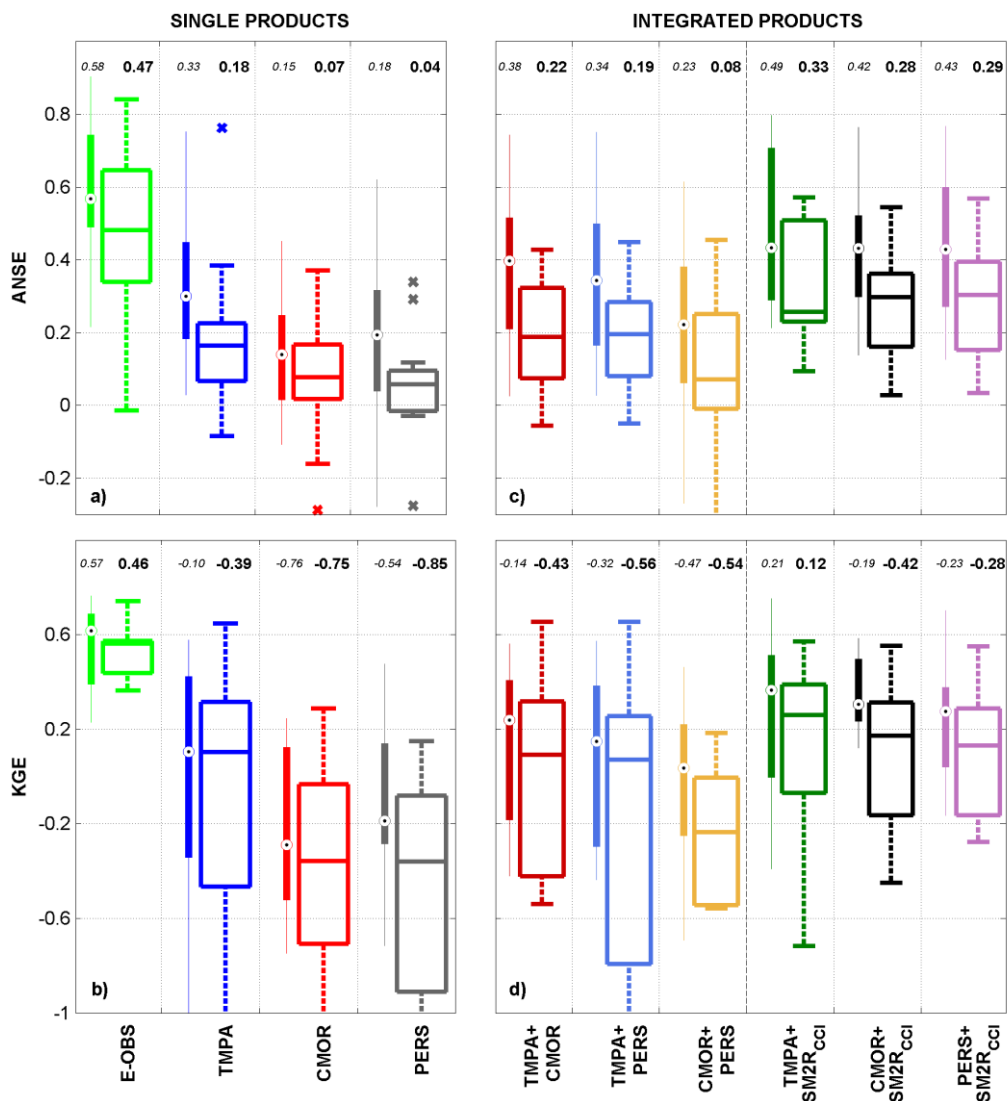 SINGLE PRODUCTS
INTEGRATED PRODUCTS
0.58 0.47 0.33 0.18 0.15 0.07 0.18 0.04
0.38 0.22 0.34 0.19 0.23 0.08 0.49 0.33 0.42 0.28 0.43 0.29
ANSE
0.8
0.6
0.4
0.2
0
-0.2
a)
c)
0.57 0.46 -0.10 -0.39 -0.76 -0.75 -0.54 -0.85
-0.14 -0.43 -0.32 -0.56 -0.47 -0.54 0.21 0.12 -0.19 -0.42 -0.23 -0.28
KGE
0.6
0.2
-0.2
-0.6
-1
b)
d)
E-OBS
TMPA
CMOR
PERS
TMPA+
CMOR
TMPA+
PERS
CMOR+
PERS
TMPA+
SM2RCCI
CMOR+
SM2RCCI
PERS+
SM2RCCI